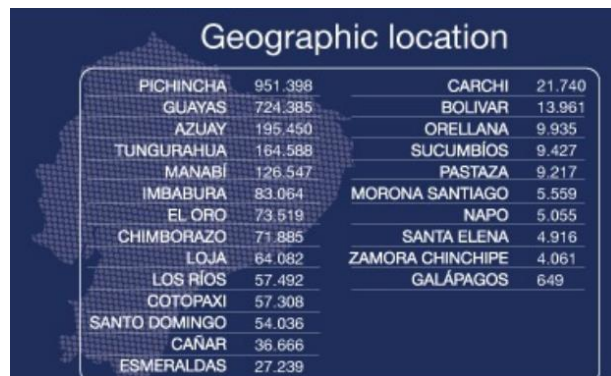 Geographic location
PICHINCHA 951.398
GUAYAS 724.385
AZUAY 195.450
TUNGURAHUA 164.588
MANABÍ 126.547
IMBABURA 83.064
EL ORO 73.519
CHIMBORAZO 71.885
LOJA 64.082
LOS RÍOS 57.492
COTOPAXI 57.308
SANTO DOMINGO 54.036
CAÑAR 36.666
ESMERALDAS 27.239
CARCHI 21.740
BOLIVAR 13.961
ORELLANA 9.935
SUCUMBÍOS 9.427
PASTAZA 9.217
MORONA SANTIAGO 5.559
NAPO 5.055
SANTA ELENA 4.916
ZAMORA CHINCHIPE 4.061
GALÁPAGOS 649